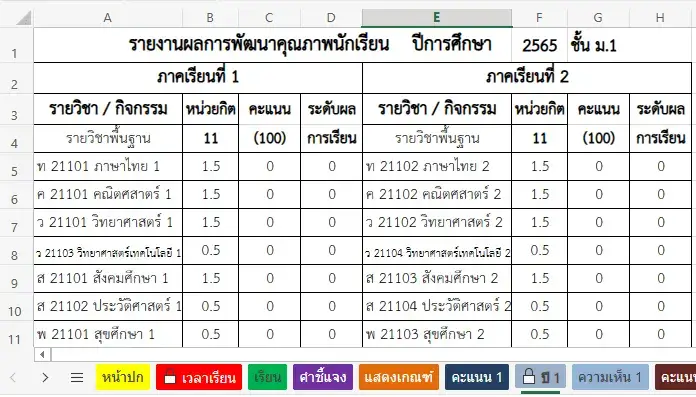 A B C D E F G H
1 รายงานผลการพัฒนาคุณภาพนักเรียน ปีการศึกษา 2565 ชั้น ม.1
2 ภาคเรียนที่ 1 ภาคเรียนที่ 2
3 รายวิชา / กิจกรรม หน่วยกิต คะแนน ระดับผล รายวิชา / กิจกรรม หน่วยกิต คะแนน ระดับผล
4 รายวิชาพื้นฐาน 11 (100) การเรียน รายวิชาพื้นฐาน 11 (100) การเรียน
5 ท 21101 ภาษาไทย 1 1.5 0 0 ท 21102 ภาษาไทย 2 1.5 0 0
6 ค 21101 คณิตศสาตร์ 1 1.5 0 0 ค 21102 คณิตศสาตร์ 2 1.5 0 0
7 ว 21101 วิทยาศาสตร์ 1 1.5 0 0 ว 21102 วิทยาศาสตร์ 2 1.5 0 0
8 ว 21103 วิทยาศาสตร์เทคโนโลยี 1 0.5 0 0 ว 21104 วิทยาศาสตร์เทคโนโลยี 2 0.5 0 0
9 ส 21101 สังคมศึกษา 1 1.5 0 0 ส 21103 สังคมศึกษา 2 1.5 0 0
10 ส 21102 ประวัติศาสตร์ 1 0.5 0 0 ส 21104 ประวัติศาสตร์ 2 0.5 0 0
11 พ 21101 สุขศึกษา 1 0.5 0 0 พ 21103 สุขศึกษา 2 0.5 0 0
หน้าปก เวลาเรียน เรียน คำชี้แจง แสดงเกณฑ์ คะแนน 1 ปี 1 ความเห็น 1 คะแนน